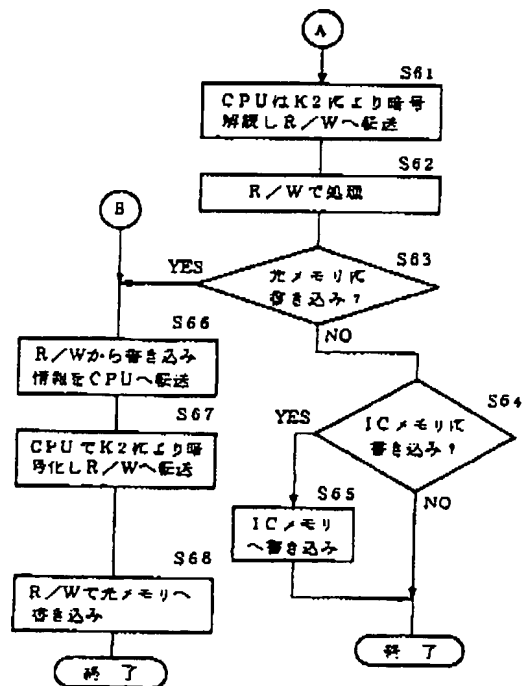 A
S61
CPUはK2により暗号
解読しR/Wへ転送
S62
R/Wで処理
B
S63
YES
光メモリに
書き込み?
NO
S66
R/Wから書き込み
情報をCPUへ転送
S64
YES
ICメモリに
書き込み?
NO
S67
CPUでK2により暗
号化しR/Wへ転送
S65
ICメモリ
へ書き込み
S68
R/Wで光メモリへ
書き込み
終了
終了